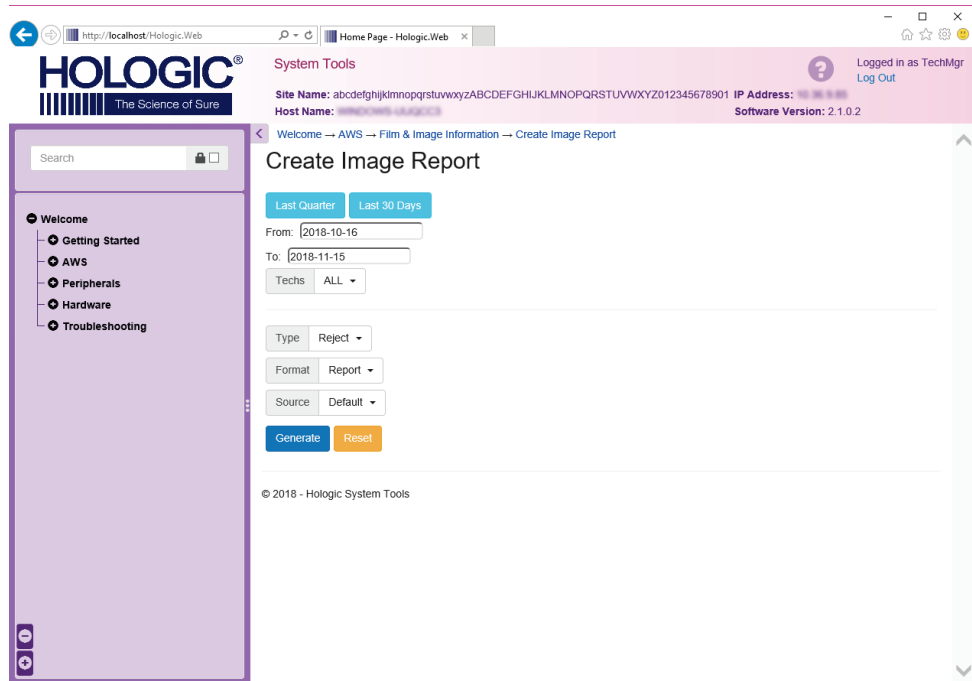 http://localhost/Hologic.Web
Home Page - Hologic.Web
HOLOGIC®
The Science of Sure
System Tools
Logged in as TechMgr
Log Out
Site Name: abcdefghijklmnopqrstuvwxyzABCDEFGHIJKLMNOPQRSTUVWXYZ012345678901 IP Address:
Host Name:
Software Version: 2.1.0.2
Welcome → AWS → Film & Image Information → Create Image Report
Search
Create Image Report
Last Quarter Last 30 Days
From: 2018-10-16
To: 2018-11-15
Techs ALL
Type Reject
Format Report
Source Default
Generate Reset
© 2018 - Hologic System Tools
Welcome
Getting Started
AWS
Peripherals
Hardware
Troubleshooting